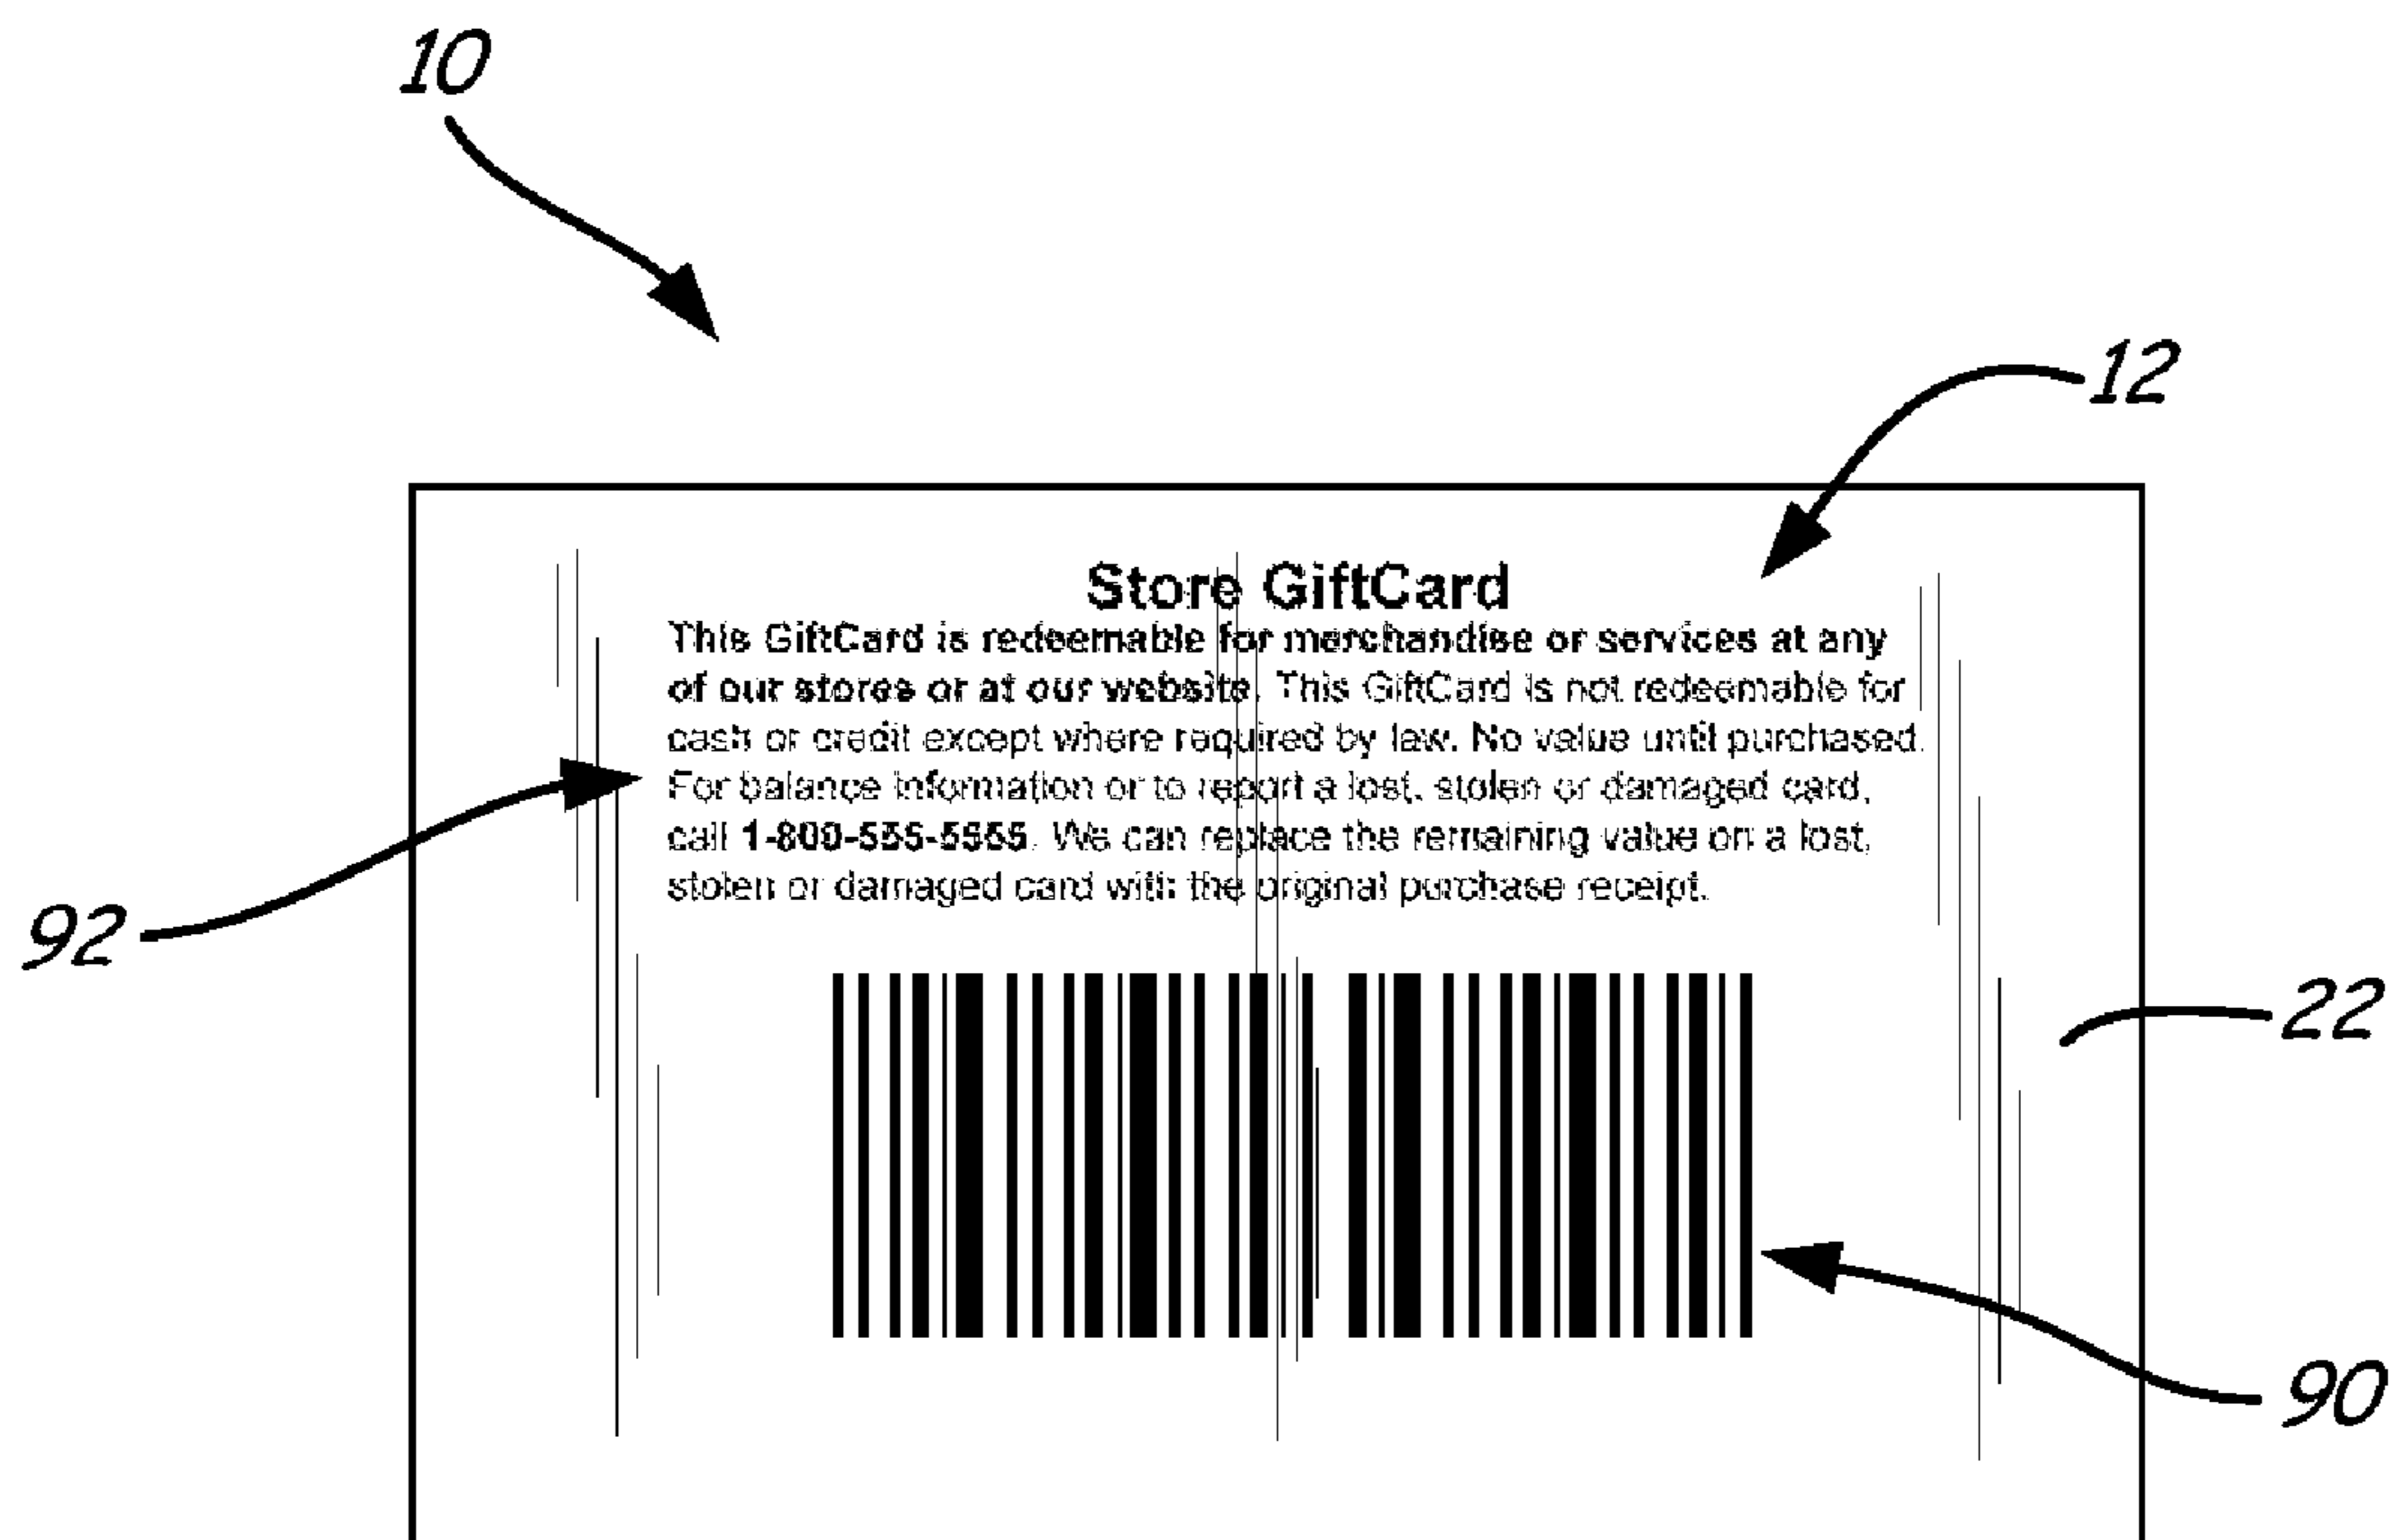 10
12
Store GiftCard
This GiftCard is redeemable for merchandise or services at any
of our stores or at our website. This GiftCard is not redeemable for
cash or credit except where required by law. No value until purchased.
For balance information or to report a lost, stolen or damaged card,
call 1-800-555-5555. We can replace the remaining value on a lost,
stolen or damaged card with the original purchase receipt.
92
22
90